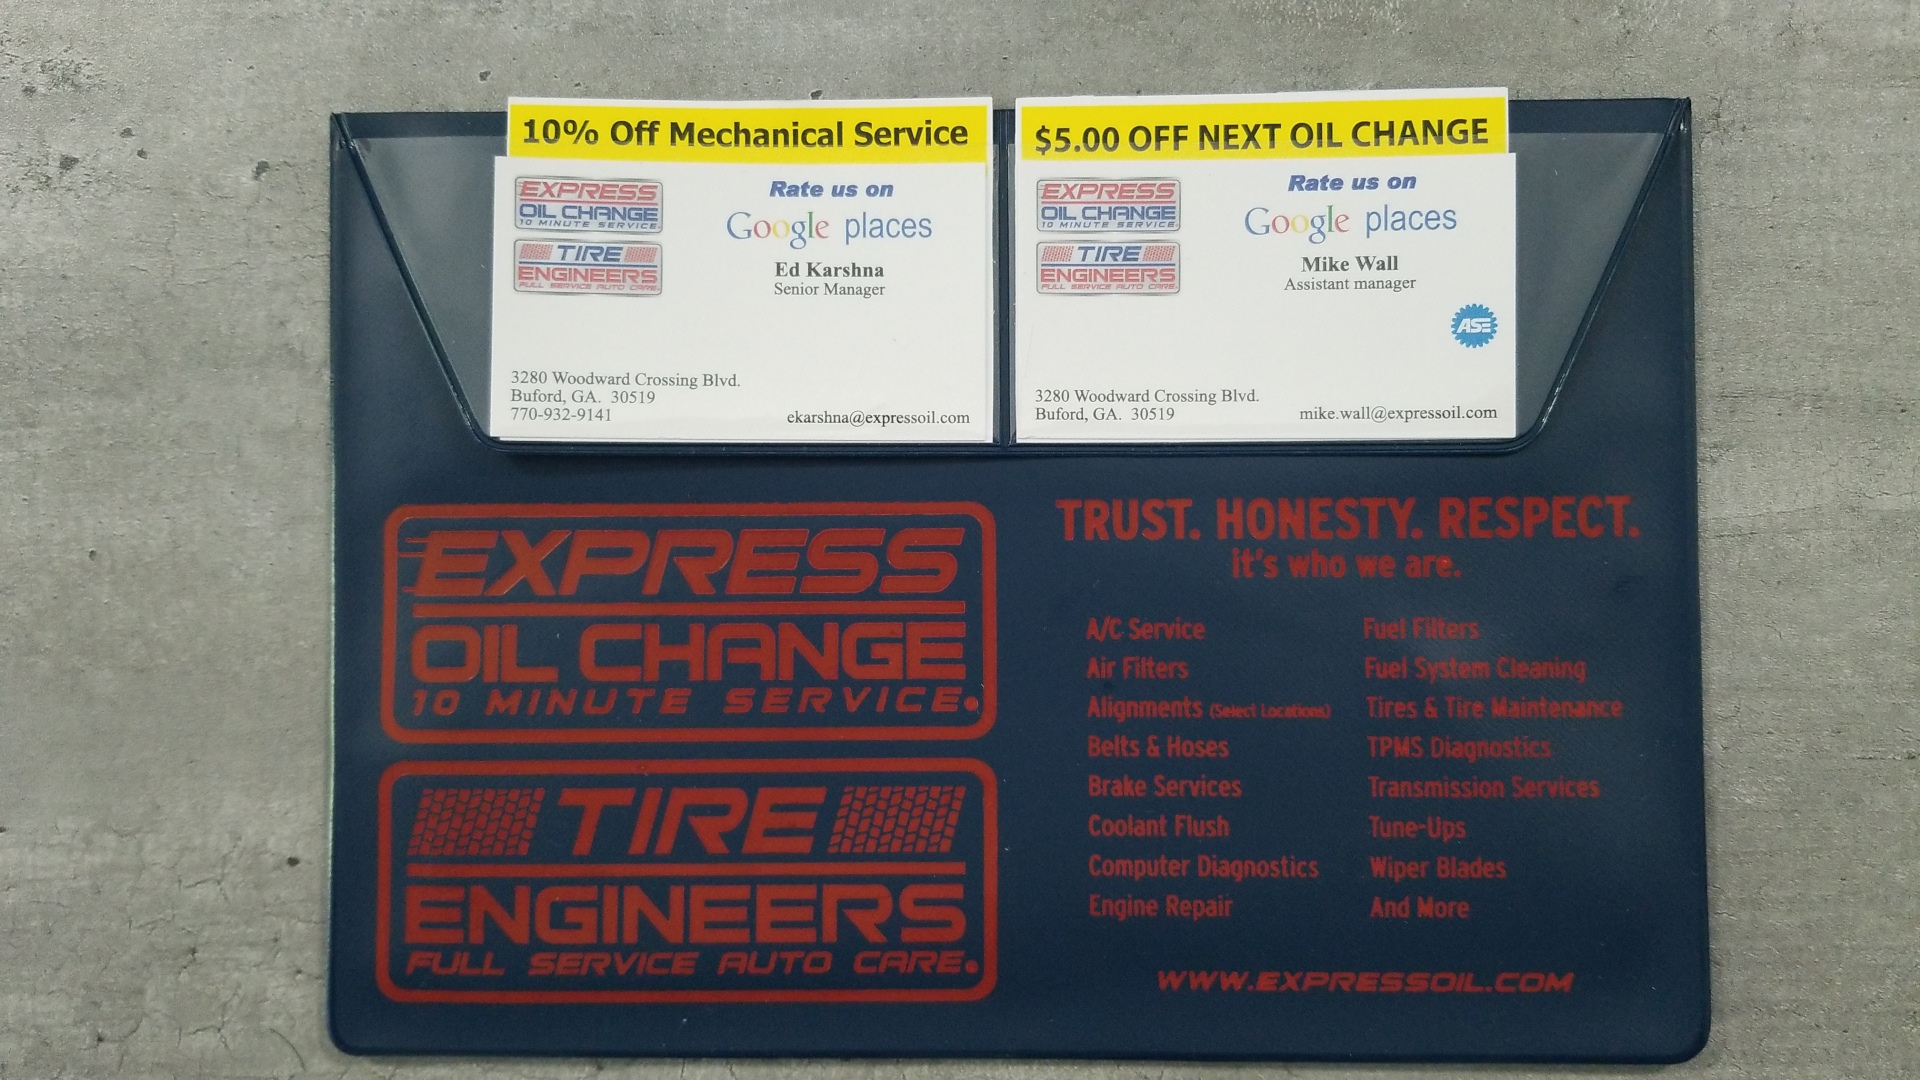 10% Off Mechanical Service
EXPRESS
OIL CHANGE
10 MINUTE SERVICE
TIRE
ENGINEERS
FULL SERVICE AUTO CARE
Rate us on
Google places
Ed Karshna
Senior Manager
3280 Woodward Crossing Blvd.
Buford, GA. 30519
770-932-9141
ekarshna@expressoil.com
$5.00 OFF NEXT OIL CHANGE
EXPRESS
OIL CHANGE
10 MINUTE SERVICE
TIRE
ENGINEERS
FULL SERVICE AUTO CARE
Rate us on
Google places
Mike Wall
Assistant manager
ASE
3280 Woodward Crossing Blvd.
Buford, GA. 30519
mike.wall@expressoil.com
EXPRESS
OIL CHANGE
10 MINUTE SERVICE
TIRE
ENGINEERS
FULL SERVICE AUTO CARE
TRUST. HONESTY. RESPECT.
it's who we are.
A/C Service
Air Filters
Alignments (Select Locations)
Belts & Hoses
Brake Services
Coolant Flush
Computer Diagnostics
Engine Repair
Fuel Filters
Fuel System Cleaning
Tires & Tire Maintenance
TPMS Diagnostics
Transmission Services
Tune-Ups
Wiper Blades
And More
WWW.EXPRESSOIL.COM